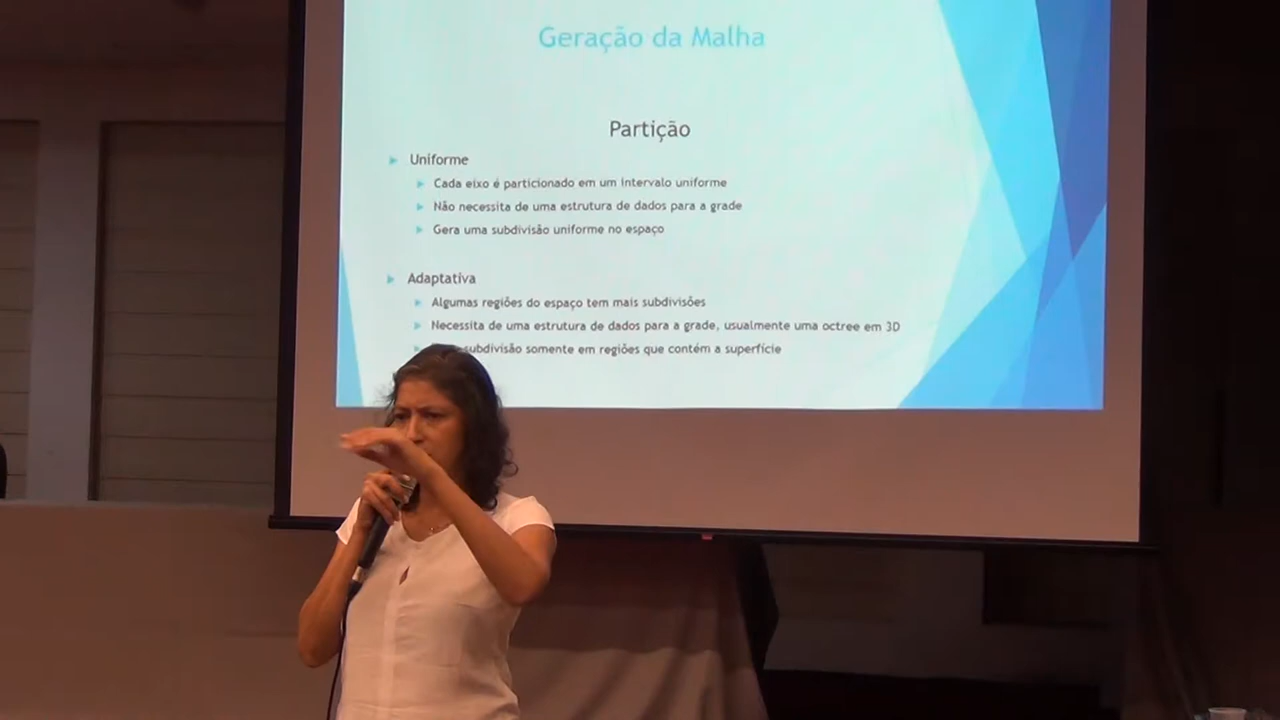 Geração da Malha
Partição
Uniforme
Cada eixo é particionado em um intervalo uniforme
Não necessita de uma estrutura de dados para a grade
Gera uma subdivisão uniforme no espaço
Adaptativa
Algumas regiões do espaço tem mais subdivisões
Necessita de uma estrutura de dados para a grade, usualmente uma octree em 3D
subdivisão somente em regiões que contém a superfície